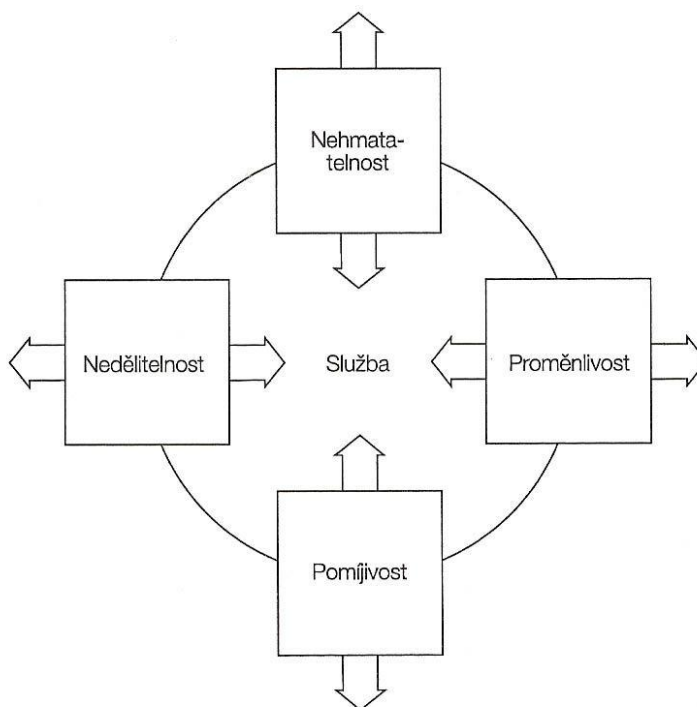 Nehmata-
telnost
Nedělitelnost
Služba
Proměnlivost
Pomíjivost